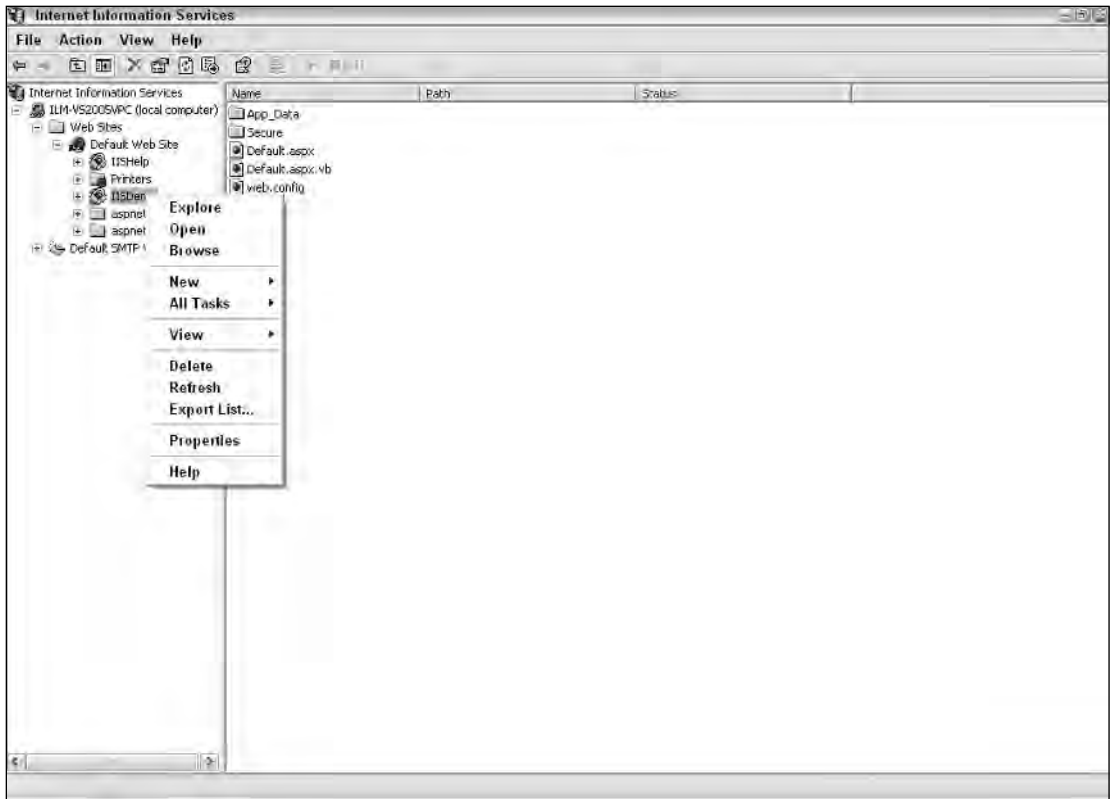 Internet Information Services
File Action View Help
Internet Information Services
ILM-VS2005VPC (local computer)
Web Sites
Default Web Site
IISHelp
Printers
IISDem
aspnet
aspnet
Default SMTP
Name Path Status
App_Data
Secure
Default.aspx
Default.aspx.vb
web.config
Explore
Open
Browse
New
All Tasks
View
Delete
Refresh
Export List...
Properties
Help